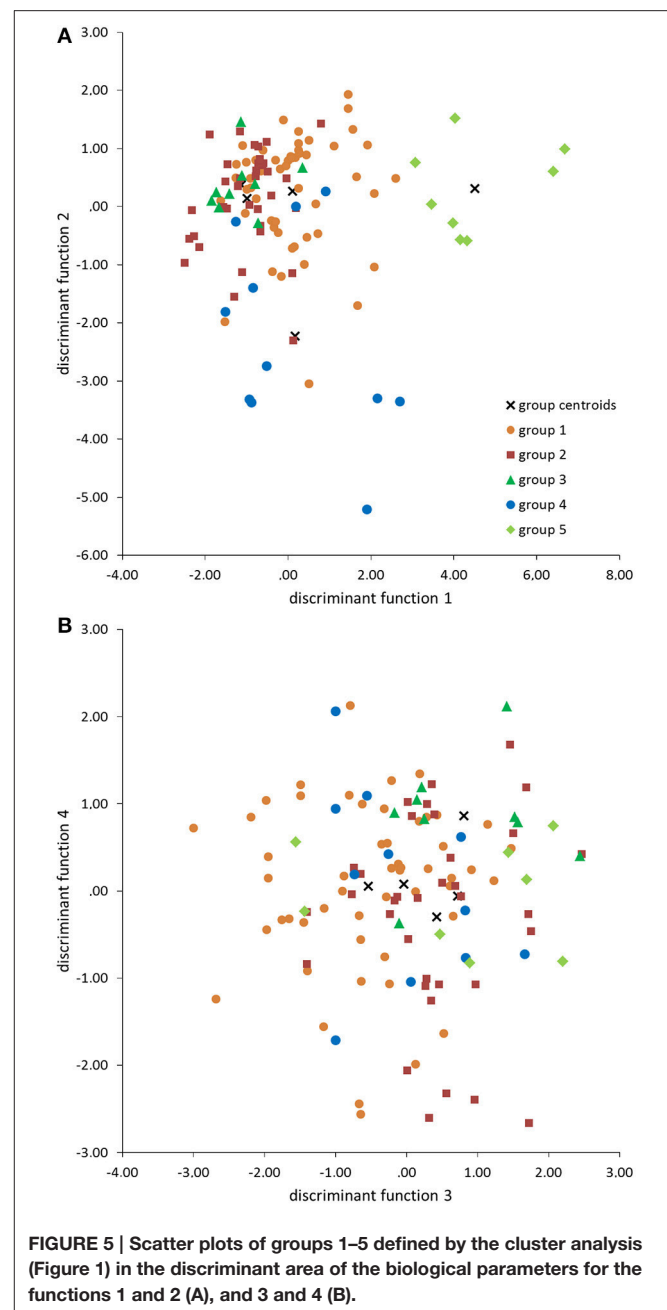 A
3.00
2.00
1.00
.00
-1.00
-2.00
-3.00
-4.00
-5.00
-6.00
discriminant function 2
group centroids
group 1
group 2
group 3
group 4
group 5
-4.00 -2.00 .00 2.00 4.00 6.00 8.00
discriminant function 1
B
3.00
2.00
1.00
.00
-1.00
-2.00
-3.00
discriminant function 4
-4.00 -3.00 -2.00 -1.00 .00 1.00 2.00 3.00
discriminant function 3
FIGURE 5 | Scatter plots of groups 1–5 defined by the cluster analysis
(Figure 1) in the discriminant area of the biological parameters for the
functions 1 and 2 (A), and 3 and 4 (B).